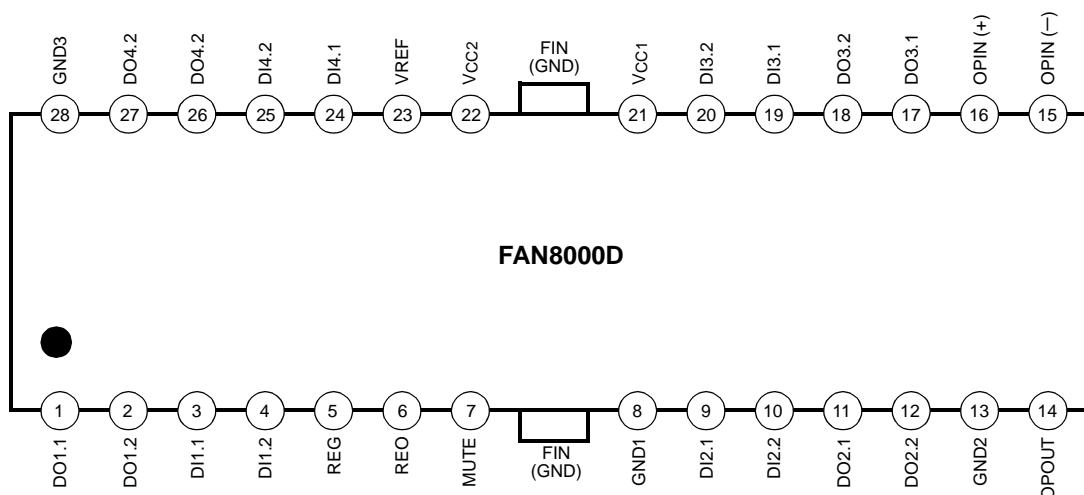 GND3
DO4.2
DO4.2
DI4.2
DI4.1
VREF
VCC2
FIN
(GND)
VCC1
DI3.2
DI3.1
DO3.2
DO3.1
OPIN (+)
OPIN (−)
28
27
26
25
24
23
22
21
20
19
18
17
16
15
FAN8000D
1
2
3
4
5
6
7
8
9
10
11
12
13
14
DO1.1
DO1.2
DI1.1
DI1.2
REG
REO
MUTE
FIN
(GND)
GND1
DI2.1
DI2.2
DO2.1
DO2.2
GND2
OPOUT